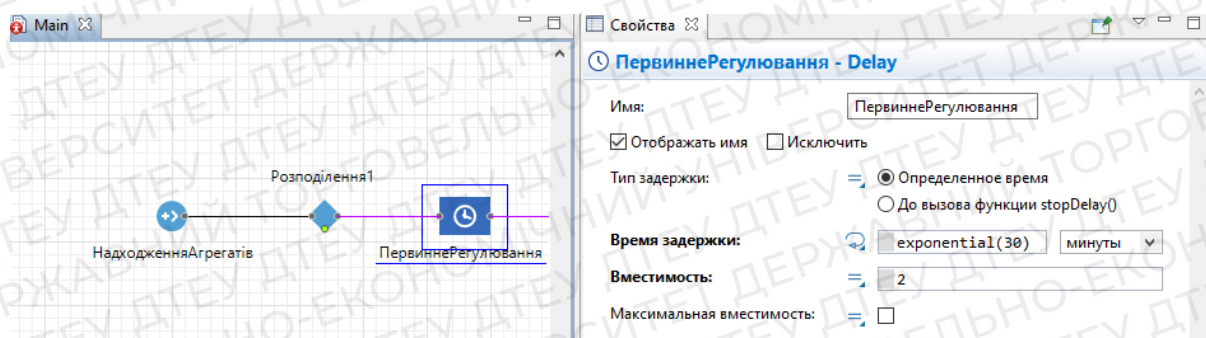 Main
Свойства
ПервиннеРегулювання - Delay
Имя:
ПервиннеРегулювання
Отображать имя
Исключить
Тип задержки:
Определенное время
До вызова функции stopDelay()
Время задержки:
exponential(30)
минуты
Вместимость:
2
Максимальная вместимость:
Розподілення1
НадходженняАгрегатів
ПервиннеРегулювання